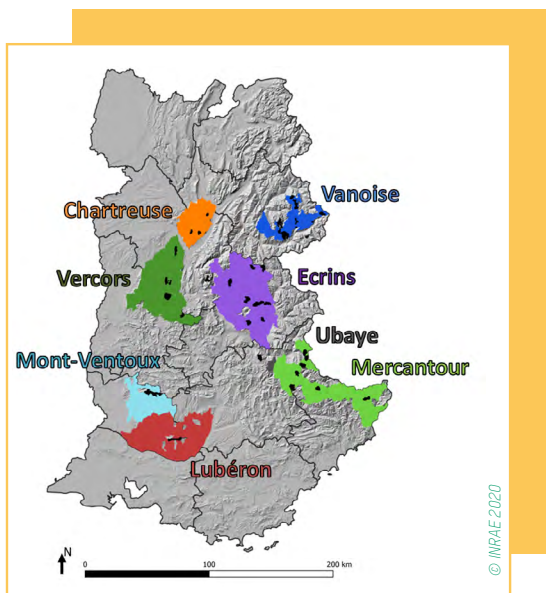 Vanoise
Chartreuse
Vercors
Ecrins
Ubaye
Mont-Ventoux
Mercantour
Lubéron
N
0 100 200 km
© INRAE 2020